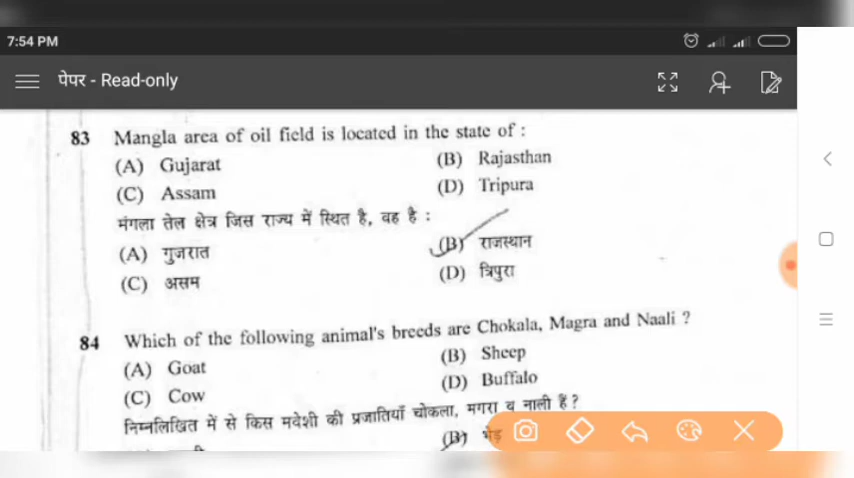 7:54 PM
पेपर - Read-only
83 Mangla area of oil field is located in the state of :
(A) Gujarat (B) Rajasthan
(C) Assam (D) Tripura
मंगला तेल क्षेत्र जिस राज्य में स्थित है, वह है :
(A) गुजरात (B) राजस्थान
(C) असम (D) त्रिपुरा
84 Which of the following animal's breeds are Chokala, Magra and Naali ?
(A) Goat (B) Sheep
(C) Cow (D) Buffalo
निम्नलिखित में से किस मवेशी की प्रजातियाँ चोकला, मगरा व नाली हैं ?
(B) भेड़